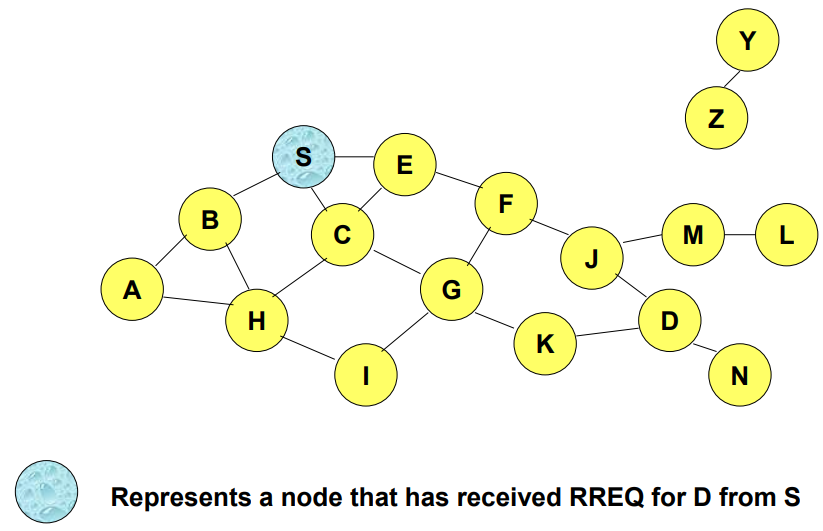 Y
Z
S
E
B
C
F
M
L
J
A
H
G
D
K
I
N
Represents a node that has received RREQ for D from S